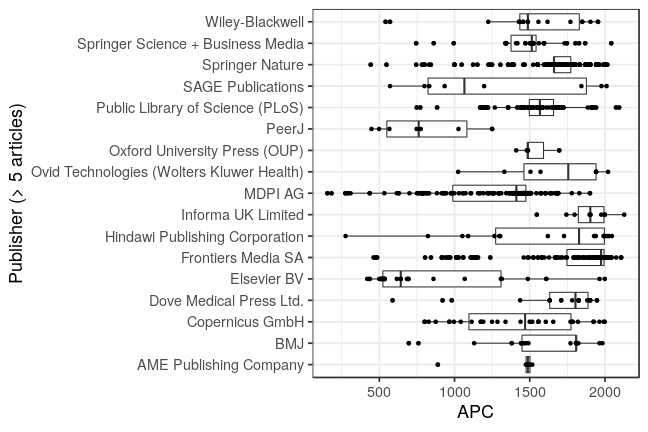 Publisher (> 5 articles)
Wiley-Blackwell
Springer Science + Business Media
Springer Nature
SAGE Publications
Public Library of Science (PLoS)
PeerJ
Oxford University Press (OUP)
Ovid Technologies (Wolters Kluwer Health)
MDPI AG
Informa UK Limited
Hindawi Publishing Corporation
Frontiers Media SA
Elsevier BV
Dove Medical Press Ltd.
Copernicus GmbH
BMJ
AME Publishing Company
500 1000 1500 2000
APC